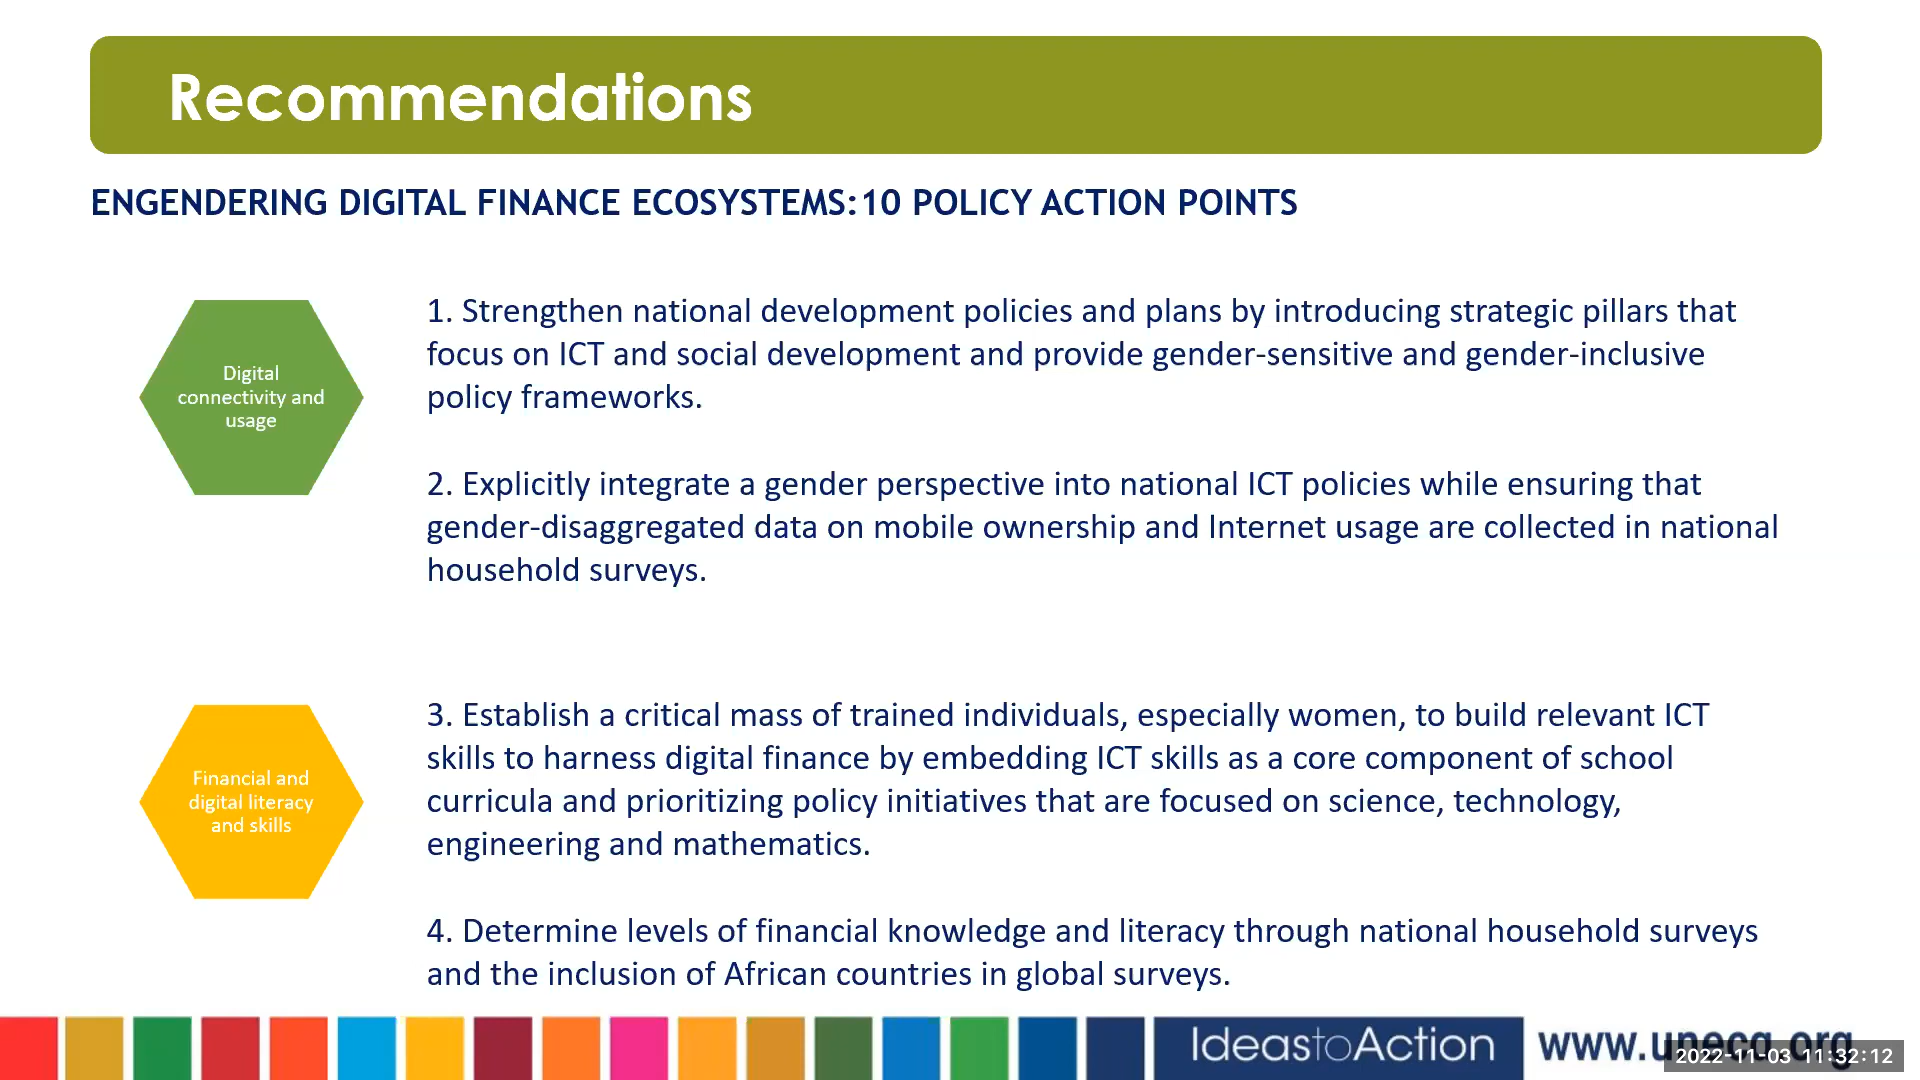 Recommendations
ENGENDERING DIGITAL FINANCE ECOSYSTEMS:10 POLICY ACTION POINTS
Digital
connectivity and
usage
1. Strengthen national development policies and plans by introducing strategic pillars that
focus on ICT and social development and provide gender-sensitive and gender-inclusive
policy frameworks.
2. Explicitly integrate a gender perspective into national ICT policies while ensuring that
gender-disaggregated data on mobile ownership and Internet usage are collected in national
household surveys.
Financial and
digital literacy
and skills
3. Establish a critical mass of trained individuals, especially women, to build relevant ICT
skills to harness digital finance by embedding ICT skills as a core component of school
curricula and prioritizing policy initiatives that are focused on science, technology,
engineering and mathematics.
4. Determine levels of financial knowledge and literacy through national household surveys
and the inclusion of African countries in global surveys.
IdeastoAction
www.uneca.org
2022-11-03 11:32:12